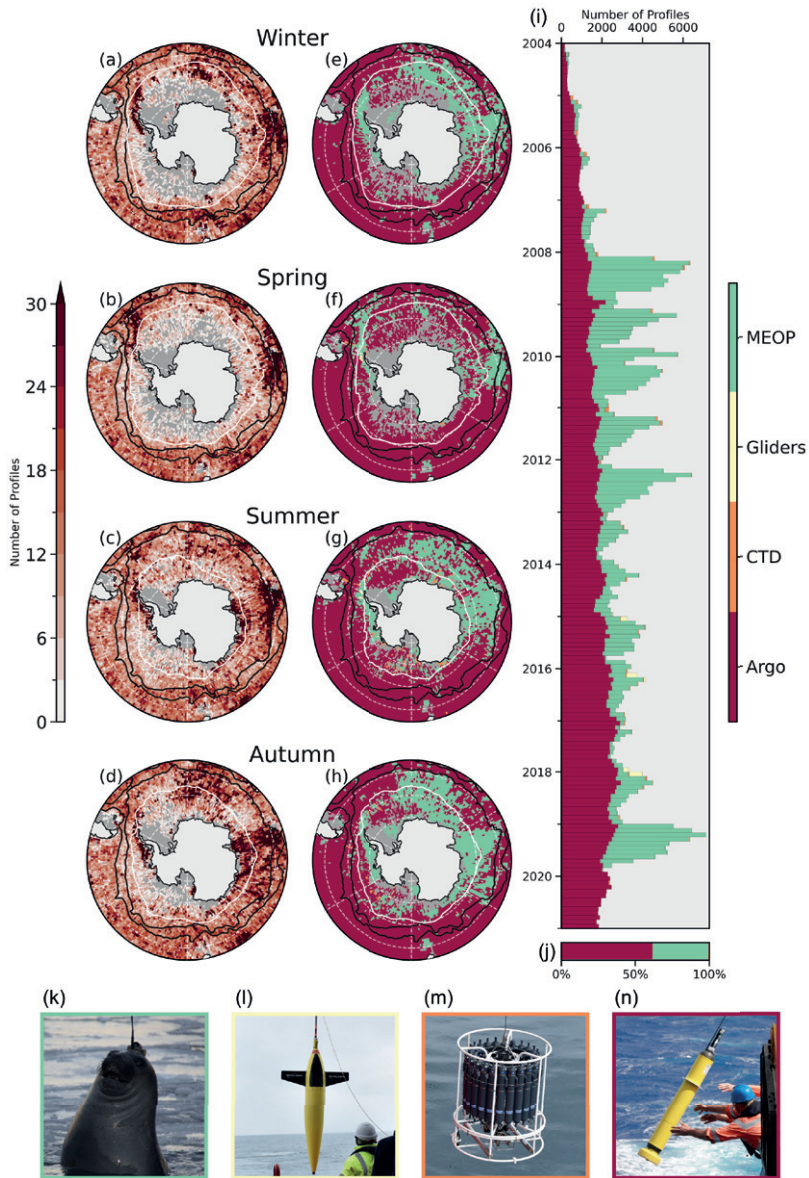 (i)
Number of Profiles
0 2000 4000 6000
Winter
(a)
(e)
2004
2006
2008
2010
2012
2014
2016
2018
2020
Spring
(b)
(f)
30
24
18
12
6
0
Number of Profiles
Summer
(c)
(g)
MEOP
Gliders
CTD
Argo
Autumn
(d)
(h)
(j)
0% 50% 100%
(k)
(l)
(m)
(n)